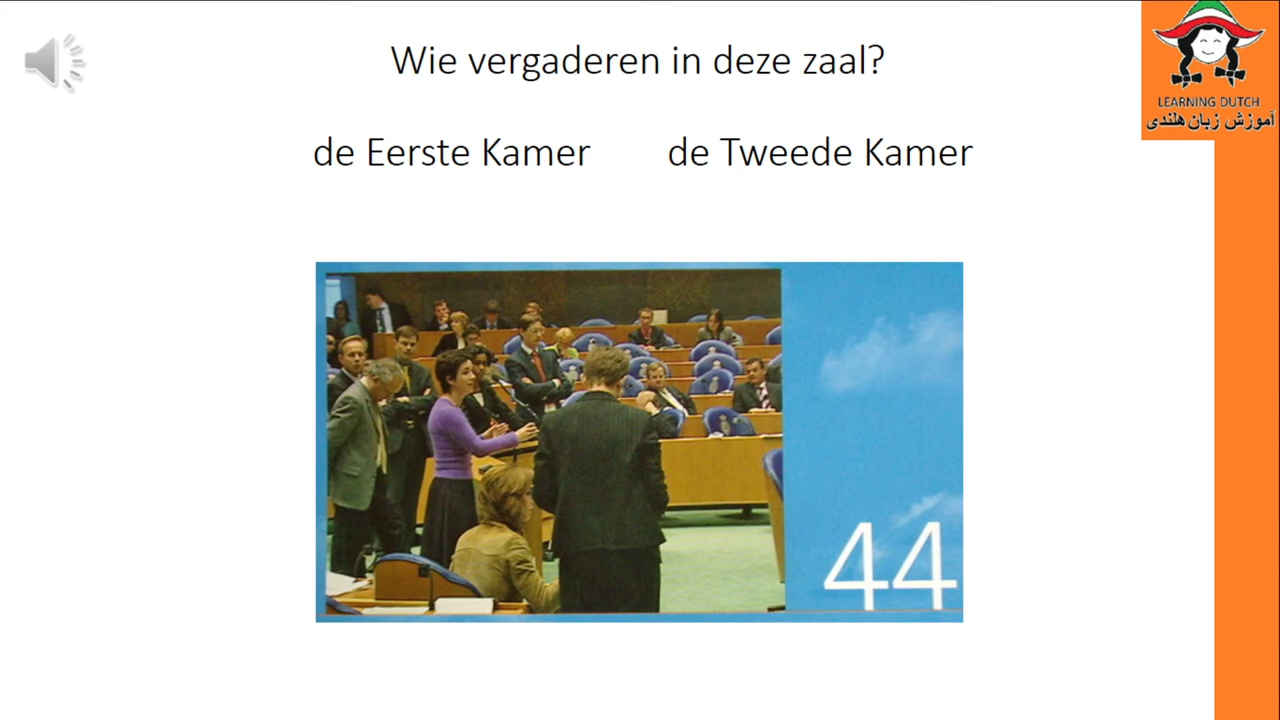 Wie vergaderen in deze zaal?
de Eerste Kamer de Tweede Kamer
LEARNING DUTCH
آموزش زبان هلندی
44